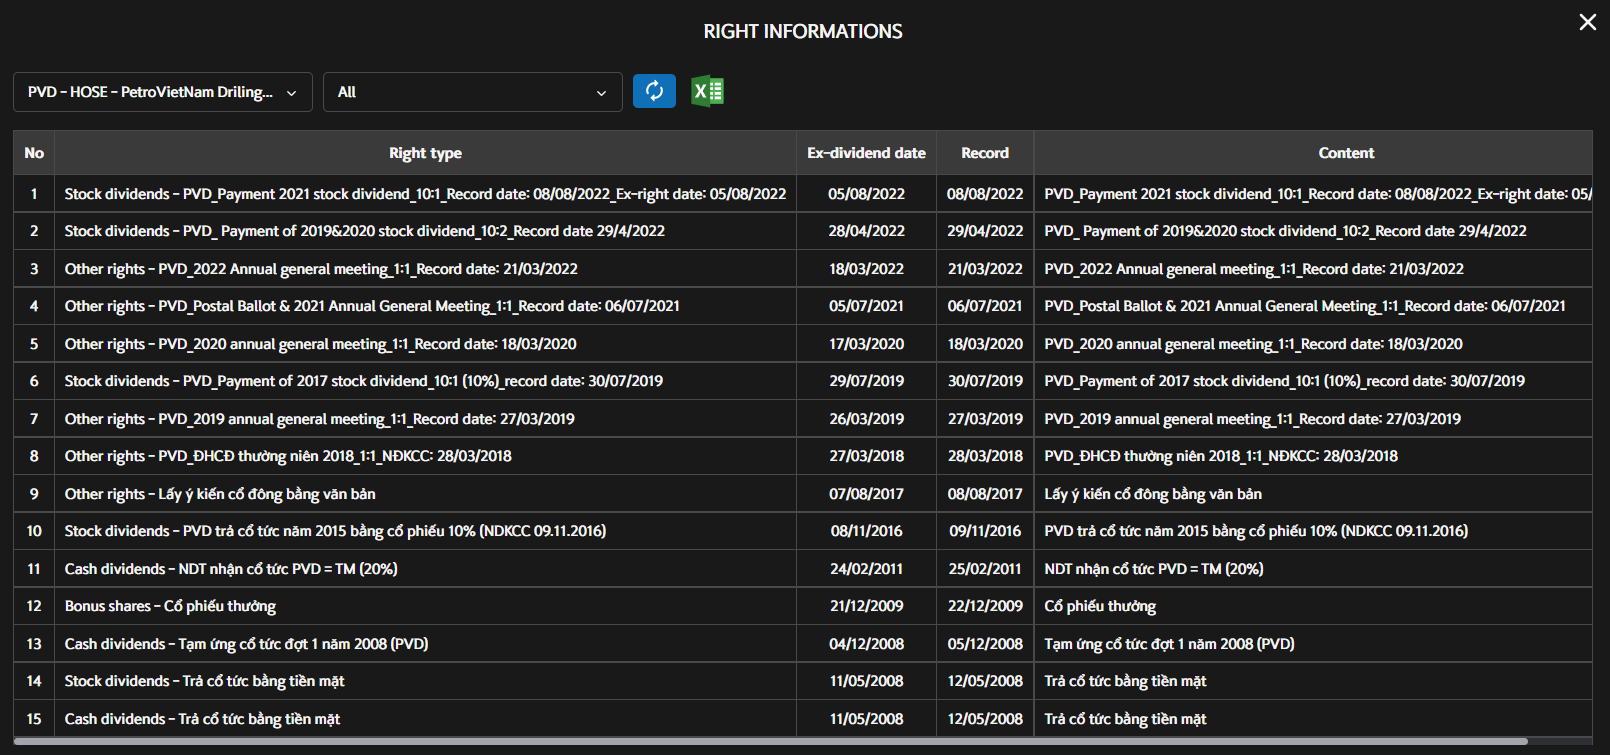 RIGHT INFORMATIONS
PVD - HOSE - PetroVietNam Driling... All
No Right type Ex-dividend date Record Content
1 Stock dividends - PVD_Payment 2021 stock dividend_10:1_Record date: 08/08/2022_Ex-right date: 05/08/2022 05/08/2022 08/08/2022 PVD_Payment 2021 stock dividend_10:1_Record date: 08/08/2022_Ex-right date: 05/
2 Stock dividends - PVD_ Payment of 2019&2020 stock dividend_10:2_Record date 29/4/2022 28/04/2022 29/04/2022 PVD_ Payment of 2019&2020 stock dividend_10:2_Record date 29/4/2022
3 Other rights - PVD_2022 Annual general meeting_1:1_Record date: 21/03/2022 18/03/2022 21/03/2022 PVD_2022 Annual general meeting_1:1_Record date: 21/03/2022
4 Other rights - PVD_Postal Ballot & 2021 Annual General Meeting_1:1_Record date: 06/07/2021 05/07/2021 06/07/2021 PVD_Postal Ballot & 2021 Annual General Meeting_1:1_Record date: 06/07/2021
5 Other rights - PVD_2020 annual general meeting_1:1_Record date: 18/03/2020 17/03/2020 18/03/2020 PVD_2020 annual general meeting_1:1_Record date: 18/03/2020
6 Stock dividends - PVD_Payment of 2017 stock dividend_10:1 (10%)_record date: 30/07/2019 29/07/2019 30/07/2019 PVD_Payment of 2017 stock dividend_10:1 (10%)_record date: 30/07/2019
7 Other rights - PVD_2019 annual general meeting_1:1_Record date: 27/03/2019 26/03/2019 27/03/2019 PVD_2019 annual general meeting_1:1_Record date: 27/03/2019
8 Other rights - PVD_ĐHCĐ thường niên 2018_1:1_NĐKCC: 28/03/2018 27/03/2018 28/03/2018 PVD_ĐHCĐ thường niên 2018_1:1_NĐKCC: 28/03/2018
9 Other rights - Lấy ý kiến cổ đông bằng văn bản 07/08/2017 08/08/2017 Lấy ý kiến cổ đông bằng văn bản
10 Stock dividends - PVD trả cổ tức năm 2015 bằng cổ phiếu 10% (NDKCC 09.11.2016) 08/11/2016 09/11/2016 PVD trả cổ tức năm 2015 bằng cổ phiếu 10% (NDKCC 09.11.2016)
11 Cash dividends - NDT nhận cổ tức PVD = TM (20%) 24/02/2011 25/02/2011 NDT nhận cổ tức PVD = TM (20%)
12 Bonus shares - Cổ phiếu thưởng 21/12/2009 22/12/2009 Cổ phiếu thưởng
13 Cash dividends - Tạm ứng cổ tức đợt 1 năm 2008 (PVD) 04/12/2008 05/12/2008 Tạm ứng cổ tức đợt 1 năm 2008 (PVD)
14 Stock dividends - Trả cổ tức bằng tiền mặt 11/05/2008 12/05/2008 Trả cổ tức bằng tiền mặt
15 Cash dividends - Trả cổ tức bằng tiền mặt 11/05/2008 12/05/2008 Trả cổ tức bằng tiền mặt